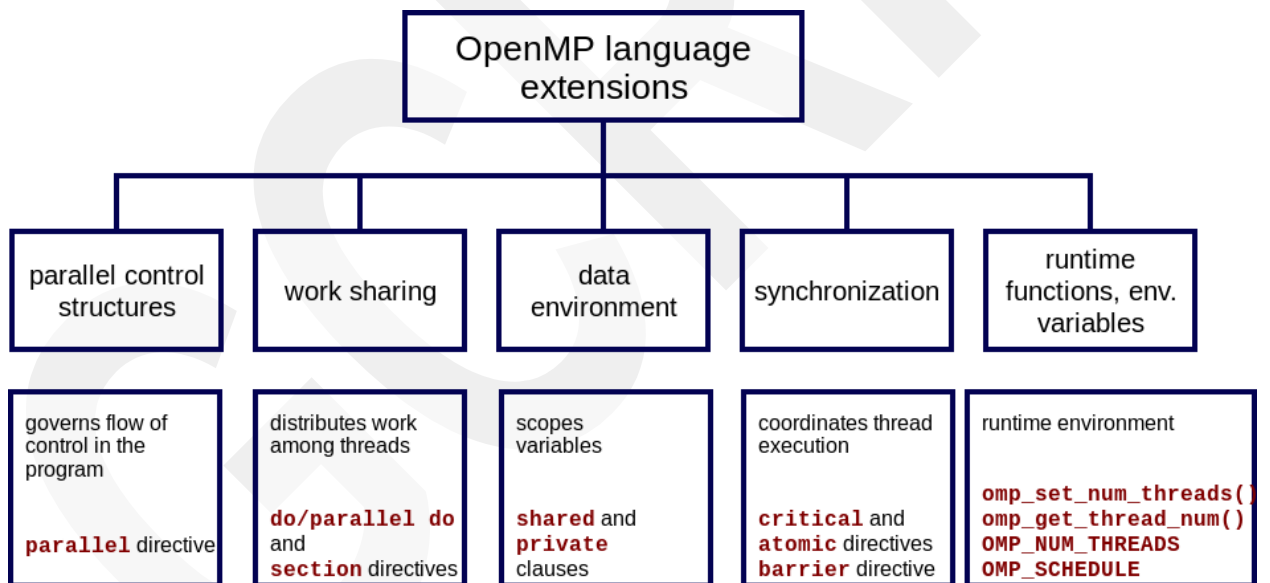 OpenMP language
extensions
parallel control
structures
work sharing
data
environment
synchronization
runtime
functions, env.
variables
governs flow of
control in the
program
parallel directive
distributes work
among threads
do/parallel do
and
section directives
scopes
variables
shared and
private
clauses
coordinates thread
execution
critical and
atomic directives
barrier directive
runtime environment
omp_set_num_threads()
omp_get_thread_num()
OMP_NUM_THREADS
OMP_SCHEDULE